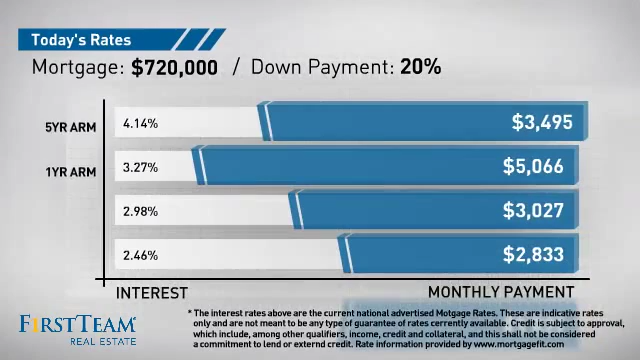 Today's Rates
Mortgage: $720,000 / Down Payment: 20%
5YR ARM 4.14% $3,495
1YR ARM 3.27% $5,066
2.98% $3,027
2.46% $2,833
INTEREST MONTHLY PAYMENT
* The interest rates above are the current national advertised Motgage Rates. These are indicative rates
only and are not meant to be any type of guarantee of rates cerrently available. Credit is subject to approval,
which include, among other qualifiers, income, credit and collateral, and this shall not be considered
a commitment to lend or externd credit. Rate information provided by www.mortgagefit.com
FIRSTTEAM®
REAL ESTATE